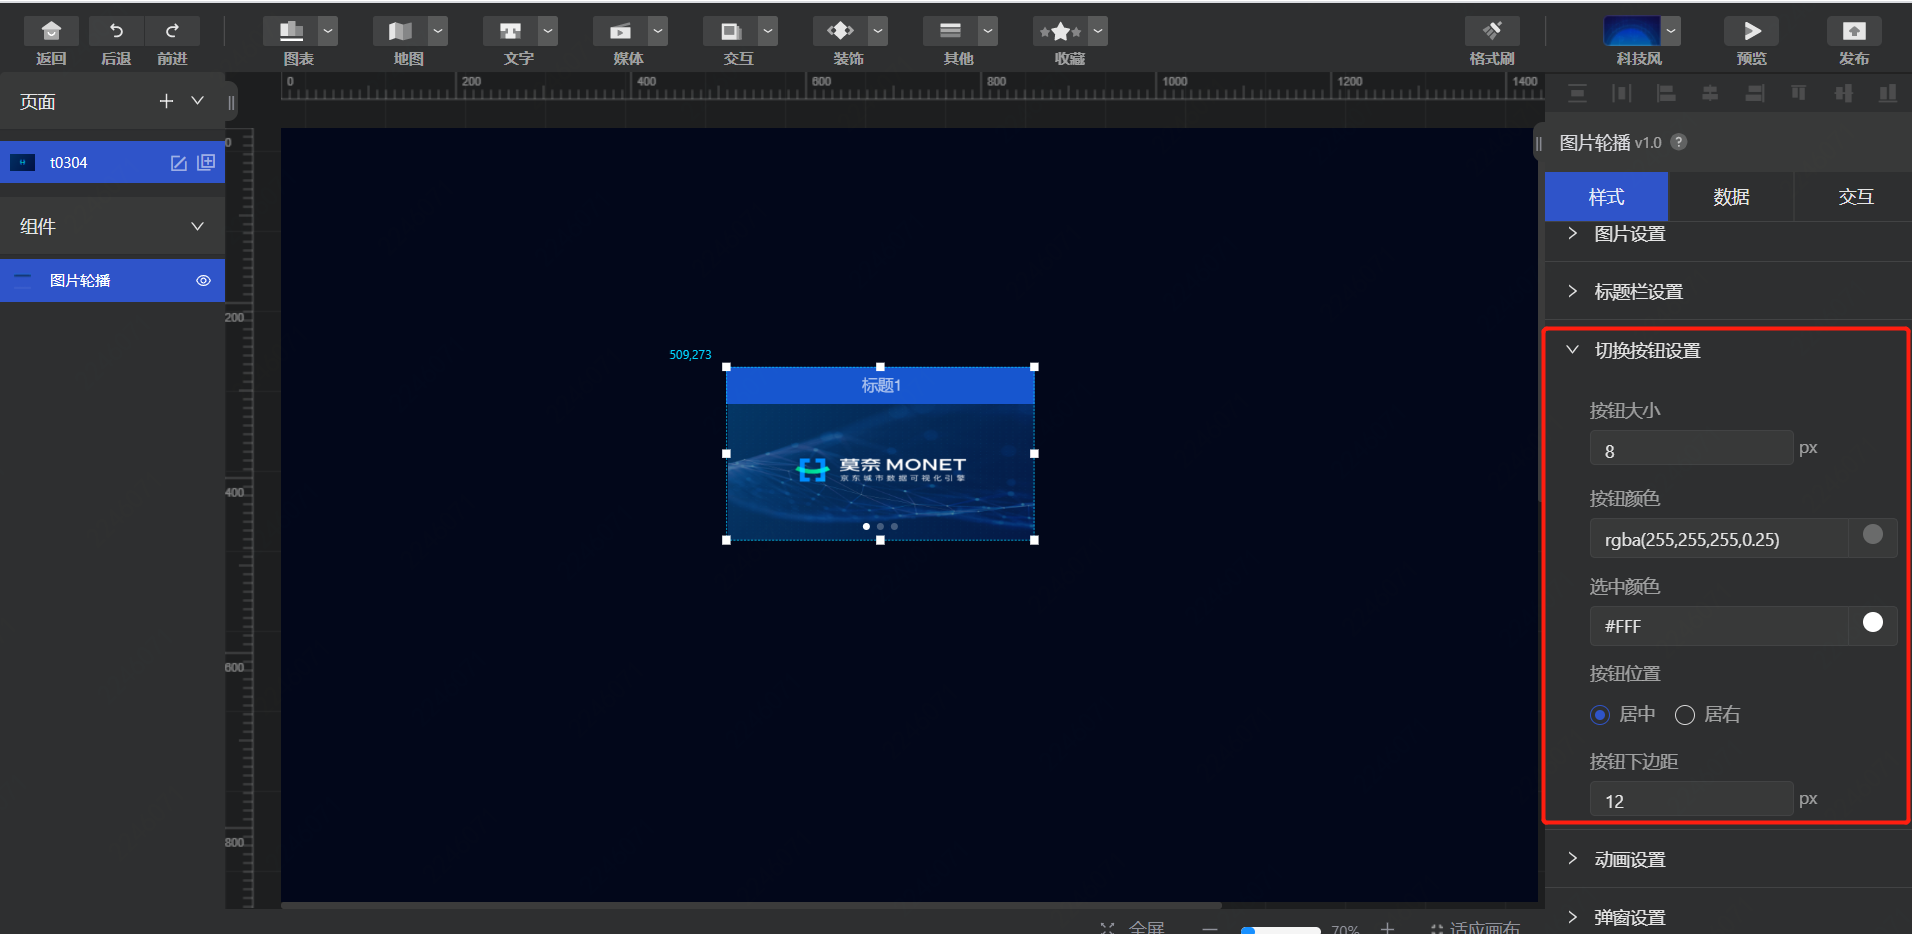 返回
后退
前进
图表
地图
文字
媒体
交互
装饰
其他
收藏
格式刷
科技风
预览
发布
页面
t0304
组件
图片轮播
0
200
400
600
800
1000
1200
1400
0
200
400
600
800
509,273
标题1
莫奈 MONET
京东城市数据可视化引擎
全屏
70%
适应画布
图片轮播 v1.0 ?
样式
数据
交互
图片设置
标题栏设置
切换按钮设置
按钮大小
8 px
按钮颜色
rgba(255,255,255,0.25)
选中颜色
#FFF
按钮位置
居中 居右
按钮下边距
12 px
动画设置
弹窗设置